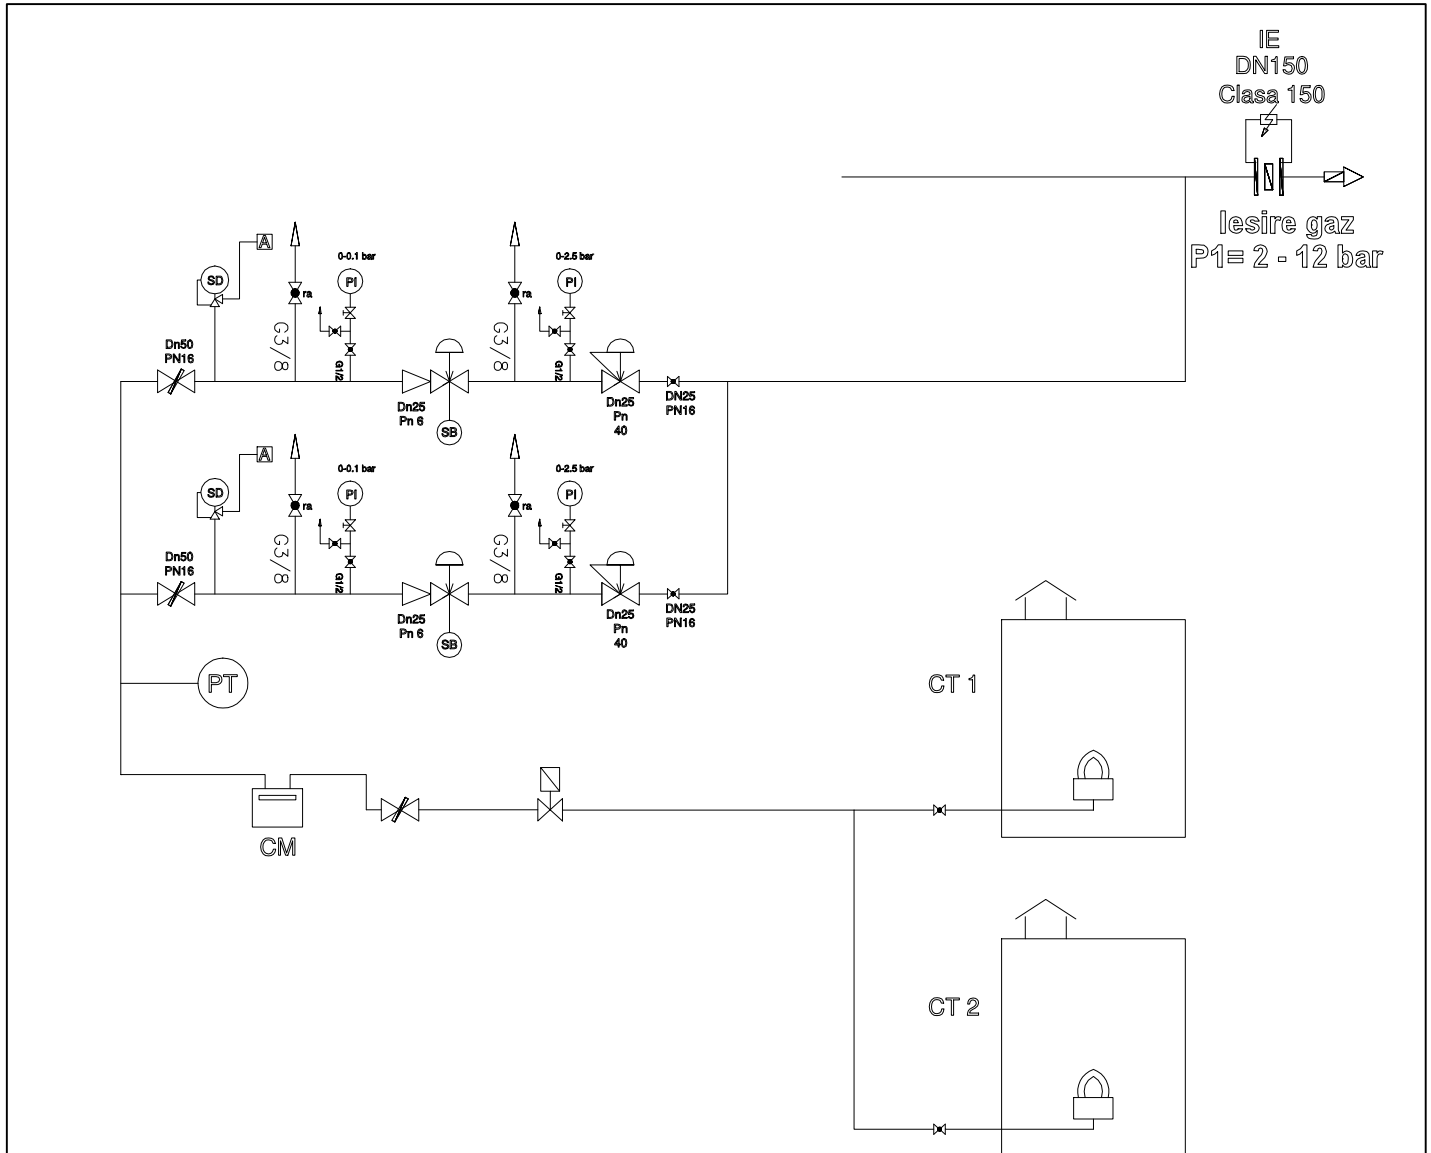 IE
DN150
Clasa 150
Iesire gaz
P1= 2 - 12 bar
A
SD
0-0.1 bar
PI
0-2.5 bar
PI
ra
ra
G3/8
G3/8
G1/2
G1/2
Dn50
PN16
Dn25
Pn 6
SB
Dn25
Pn
40
DN25
PN16
A
SD
0-0.1 bar
PI
0-2.5 bar
PI
ra
ra
G3/8
G3/8
G1/2
G1/2
Dn50
PN16
Dn25
Pn 6
SB
Dn25
Pn
40
DN25
PN16
PT
CT 1
CM
CT 2